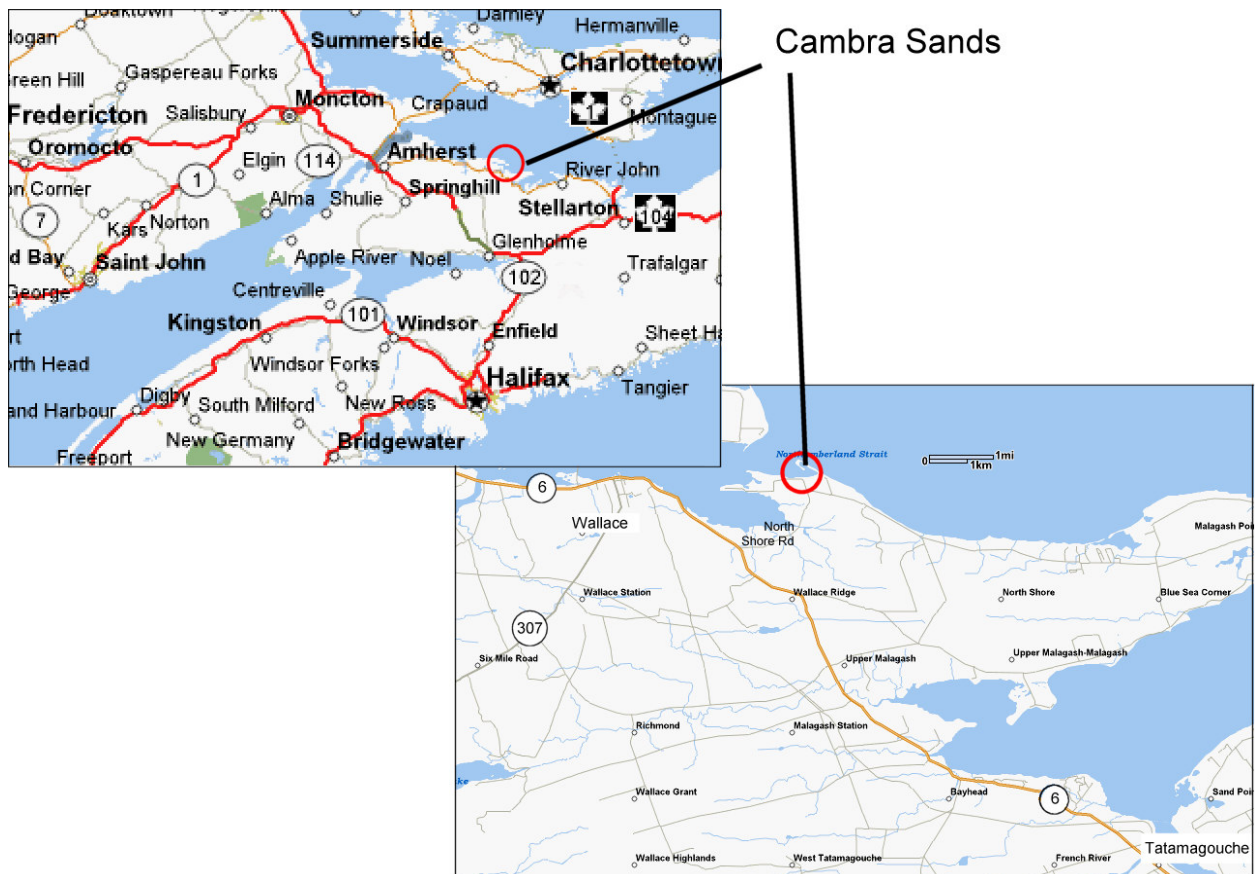 Cambra Sands
Doaktown
Darnley
Hermanville
Summerside
Charlottetown
Gaspereau Forks
Green Hill
Moncton
Crapaud
1
Montague
Salisbury
Fredericton
Oromocto
Elgin
114
Amherst
River John
1
Springhill
Alma
Shulie
Stellarton
104
7
Kars
Norton
Glenholme
Saint John
Apple River
Noel
102
Trafalgar
George
Centreville
101
Kingston
Windsor
Enfield
Windsor Forks
Sheet Ha
orth Head
Halifax
Tangier
Digby
and Harbour
South Milford
New Ross
New Germany
Bridgewater
Freeport
Northumberland Strait
0
1mi
1km
6
Wallace
North
Shore Rd
Malagash Poi
Wallace Station
Wallace Ridge
North Shore
Blue Sea Corner
307
Six Mile Road
Upper Malagash
Upper Malagash-Malagash
Richmond
Malagash Station
Wallace Grant
Bayhead
6
Sand Poi
Tatamagouche
Wallace Highlands
West Tatamagouche
French River